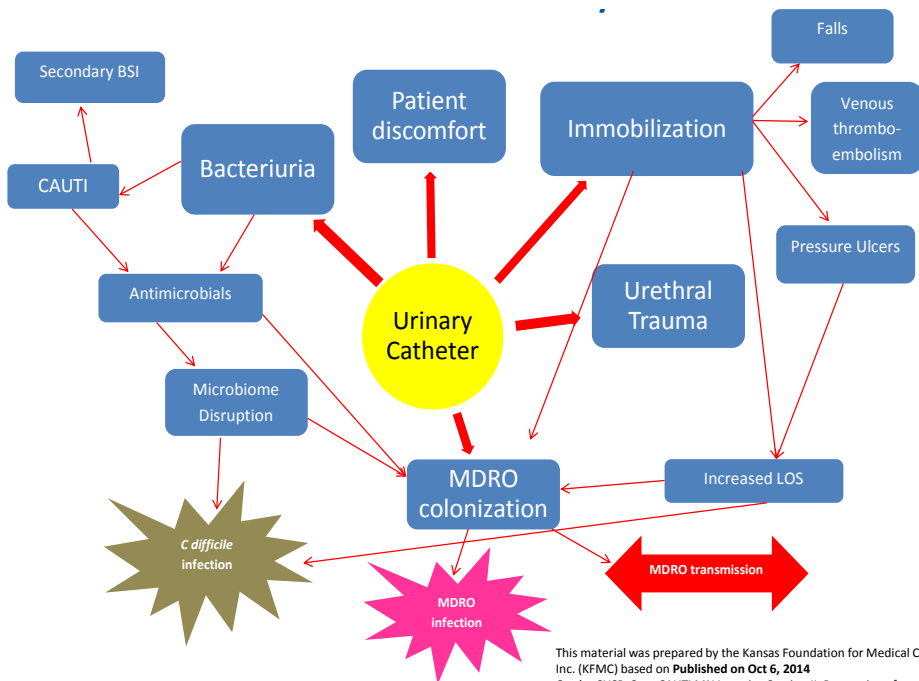 Falls
Secondary BSI
Patient
discomfort
Immobilization
Venous
thrombo-
embolism
Bacteriuria
CAUTI
Pressure Ulcers
Antimicrobials
Urethral
Trauma
Urinary
Catheter
Microbiome
Disruption
MDRO
colonization
Increased LOS
C difficile
infection
MDRO transmission
MDRO
infection
This material was prepared by the Kansas Foundation for Medical C
Inc. (KFMC) based on Published on Oct 6, 2014